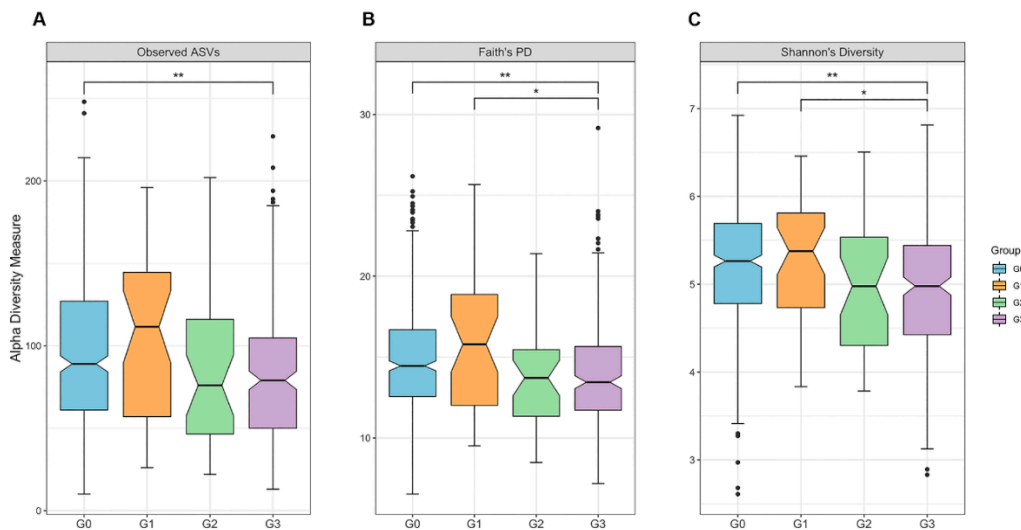 A
B
C
Observed ASVs
Faith's PD
Shannon's Diversity
**
**
*
**
*
Alpha Diversity Measure
0
100
200
10
20
30
3
4
5
6
7
G0
G1
G2
G3
G0
G1
G2
G3
G0
G1
G2
G3
Group